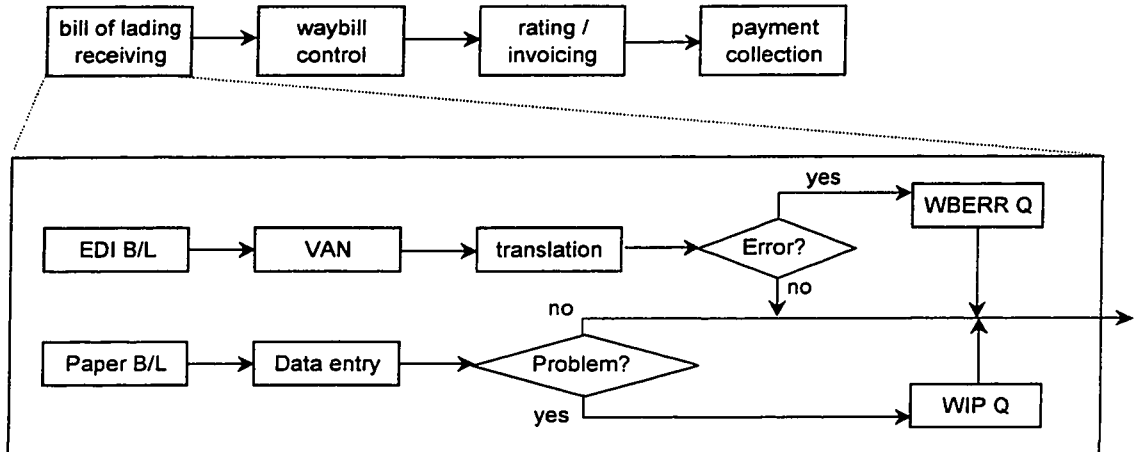 bill of lading
receiving
waybill
control
rating /
invoicing
payment
collection
yes
WBERR Q
EDI B/L
VAN
translation
Error?
no
no
Paper B/L
Data entry
Problem?
yes
WIP Q